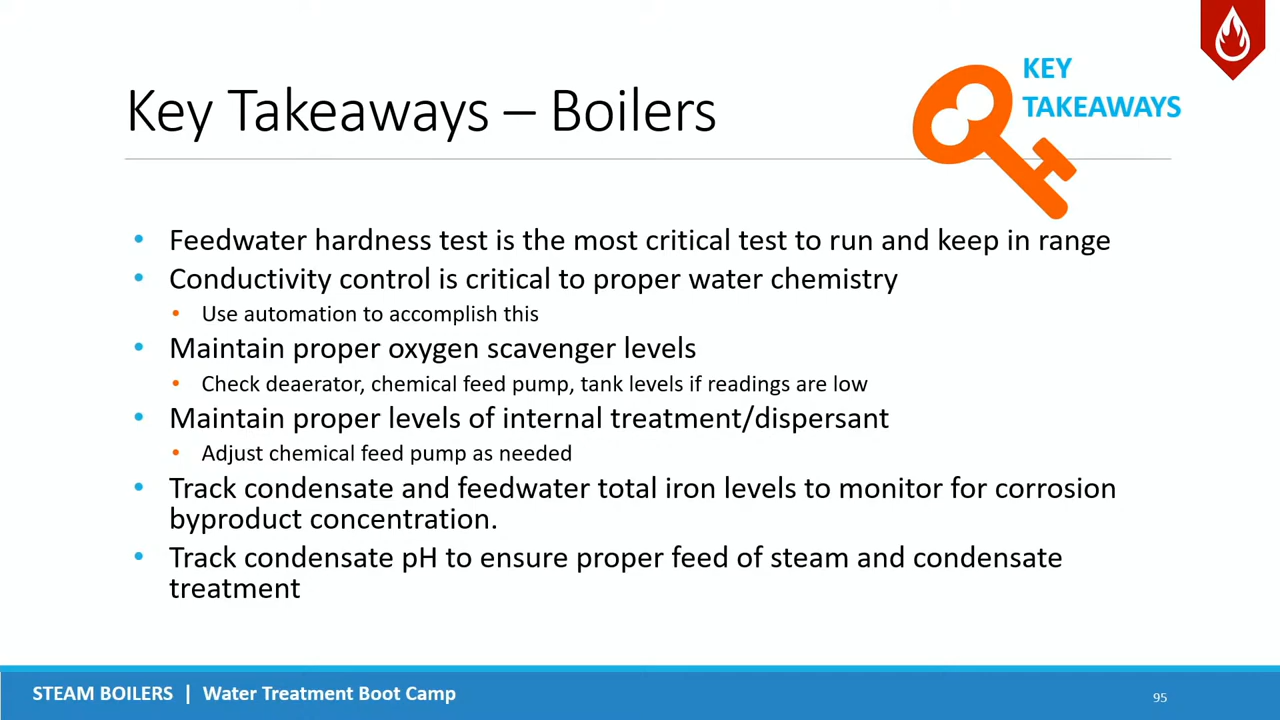 KEY
TAKEAWAYS
Key Takeaways – Boilers
• Feedwater hardness test is the most critical test to run and keep in range
• Conductivity control is critical to proper water chemistry
• Use automation to accomplish this
• Maintain proper oxygen scavenger levels
• Check deaerator, chemical feed pump, tank levels if readings are low
• Maintain proper levels of internal treatment/dispersant
• Adjust chemical feed pump as needed
• Track condensate and feedwater total iron levels to monitor for corrosion
byproduct concentration.
• Track condensate pH to ensure proper feed of steam and condensate
treatment
STEAM BOILERS | Water Treatment Boot Camp
95